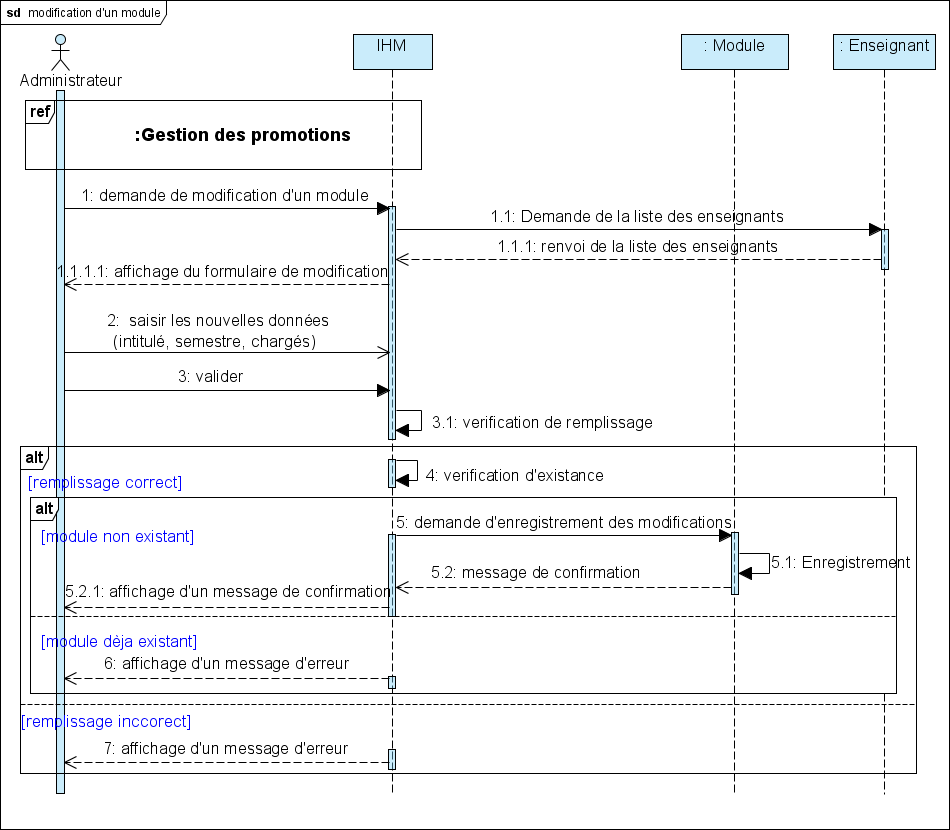 sd modification d'un module
IHM
: Module
: Enseignant
Administrateur
ref
:Gestion des promotions
1: demande de modification d'un module
1.1: Demande de la liste des enseignants
1.1.1: renvoi de la liste des enseignants
1.1.1.1: affichage du formulaire de modification
2: saisir les nouvelles données
(intitulé, semestre, chargés)
3: valider
3.1: verification de remplissage
alt
[remplissage correct]
4: verification d'existance
alt
[module non existant]
5: demande d'enregistrement des modifications
5.1: Enregistrement
5.2: message de confirmation
5.2.1: affichage d'un message de confirmation
[module déja existant]
6: affichage d'un message d'erreur
[remplissage inccorect]
7: affichage d'un message d'erreur